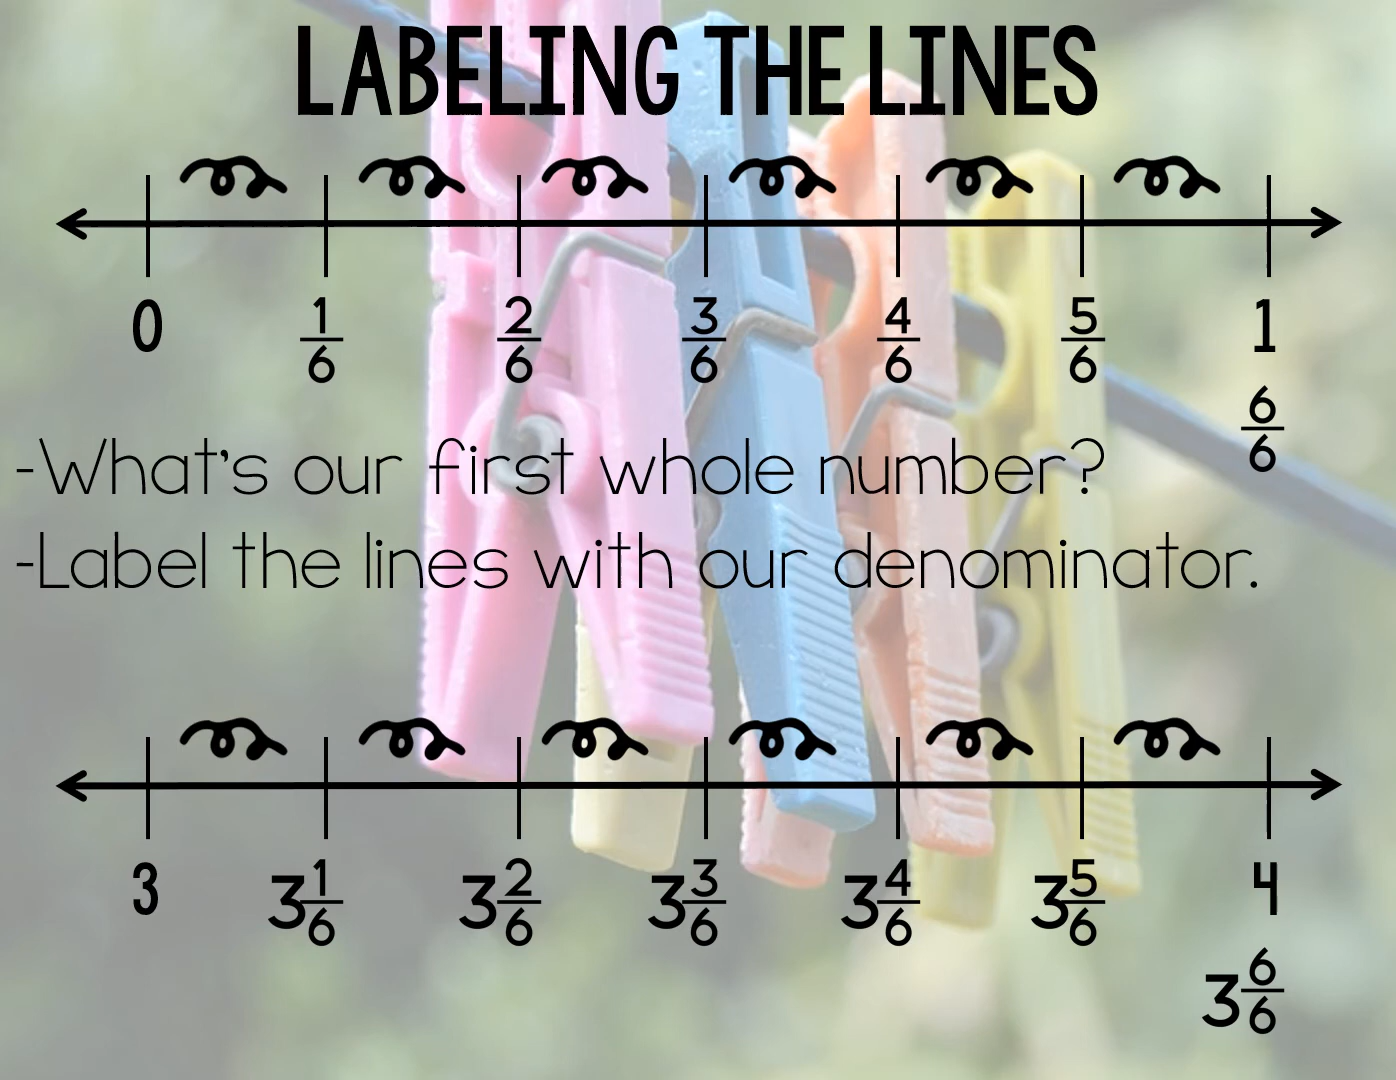 LABELING THE LINES
0 1/6 2/6 3/6 4/6 5/6 1
6/6
-What's our first whole number?
-Label the lines with our denominator.
3 3 1/6 3 2/6 3 3/6 3 4/6 3 5/6 4
3 6/6